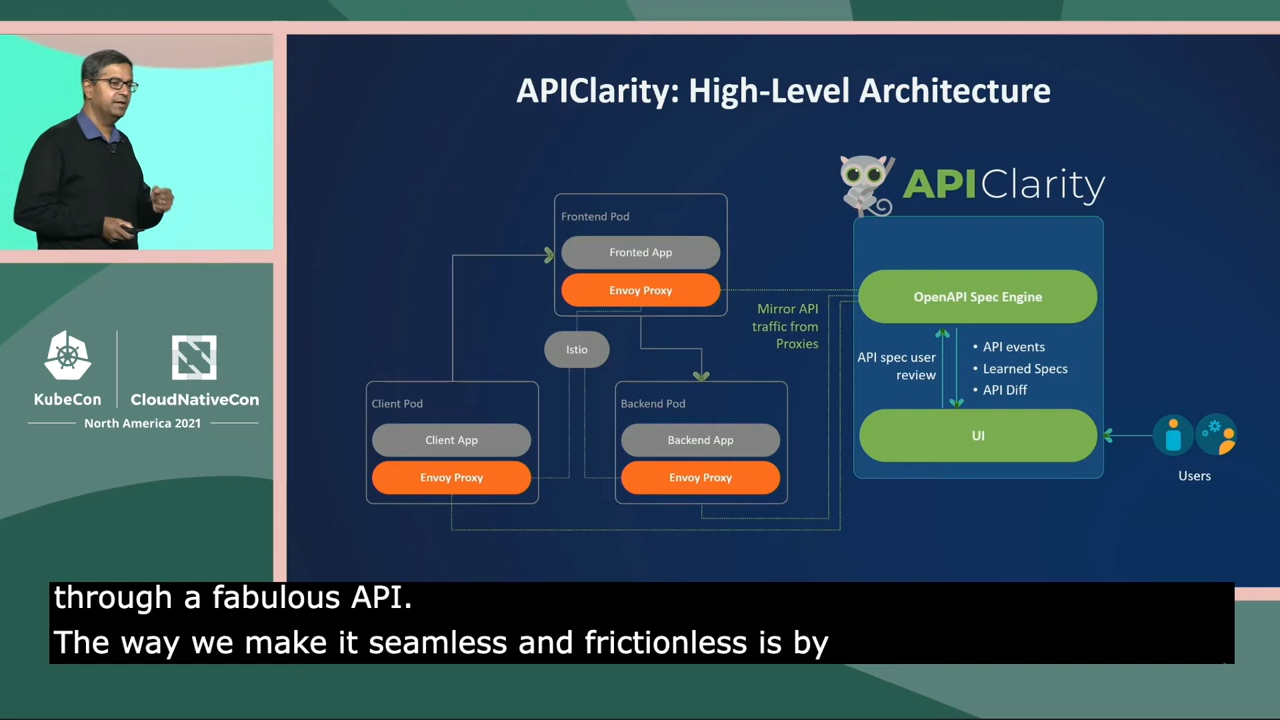 APIClarity: High-Level Architecture
APIClarity
Frontend Pod
Fronted App
Envoy Proxy
Mirror API
traffic from
Proxies
Istio
Client Pod
Client App
Envoy Proxy
Backend Pod
Backend App
Envoy Proxy
OpenAPI Spec Engine
API spec user
review
• API events
• Learned Specs
• API Diff
UI
Users
KubeCon
CloudNativeCon
North America 2021
through a fabulous API.
The way we make it seamless and frictionless is by